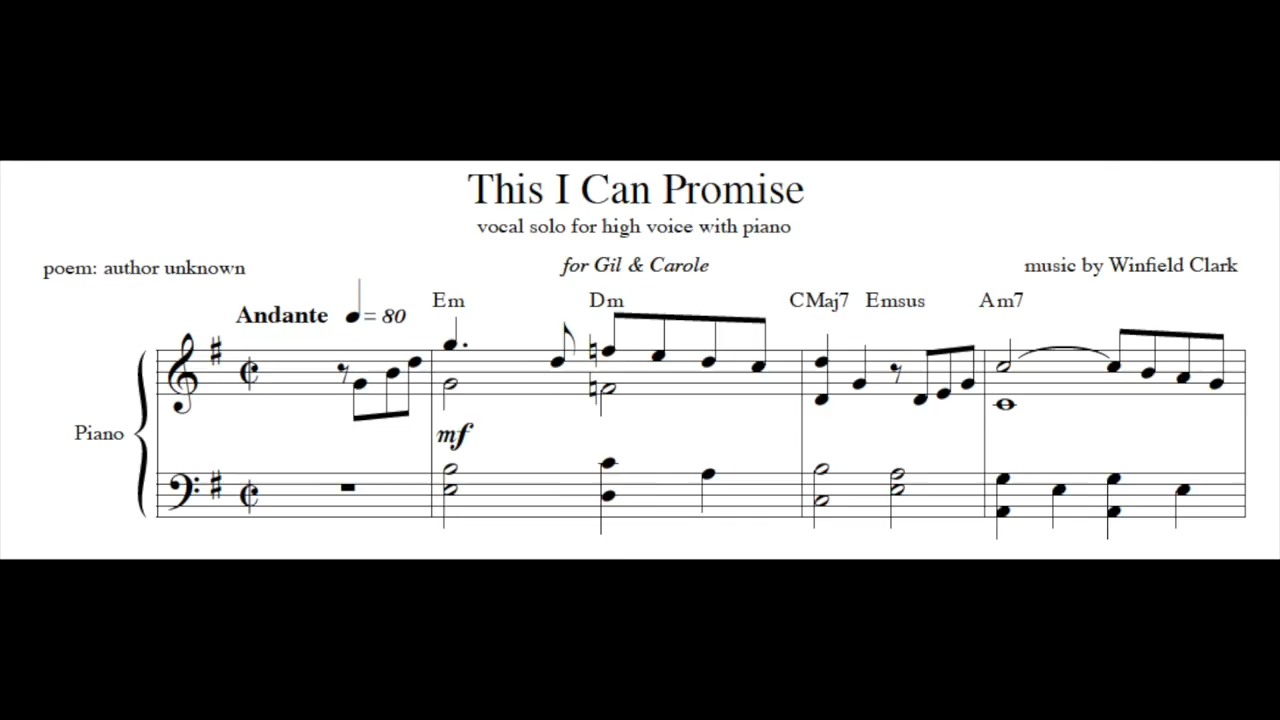 This I Can Promise
vocal solo for high voice with piano
for Gil & Carole
poem: author unknown
music by Winfield Clark
Andante = 80
Em Dm CMaj7 Emsus Am7
Piano
mf